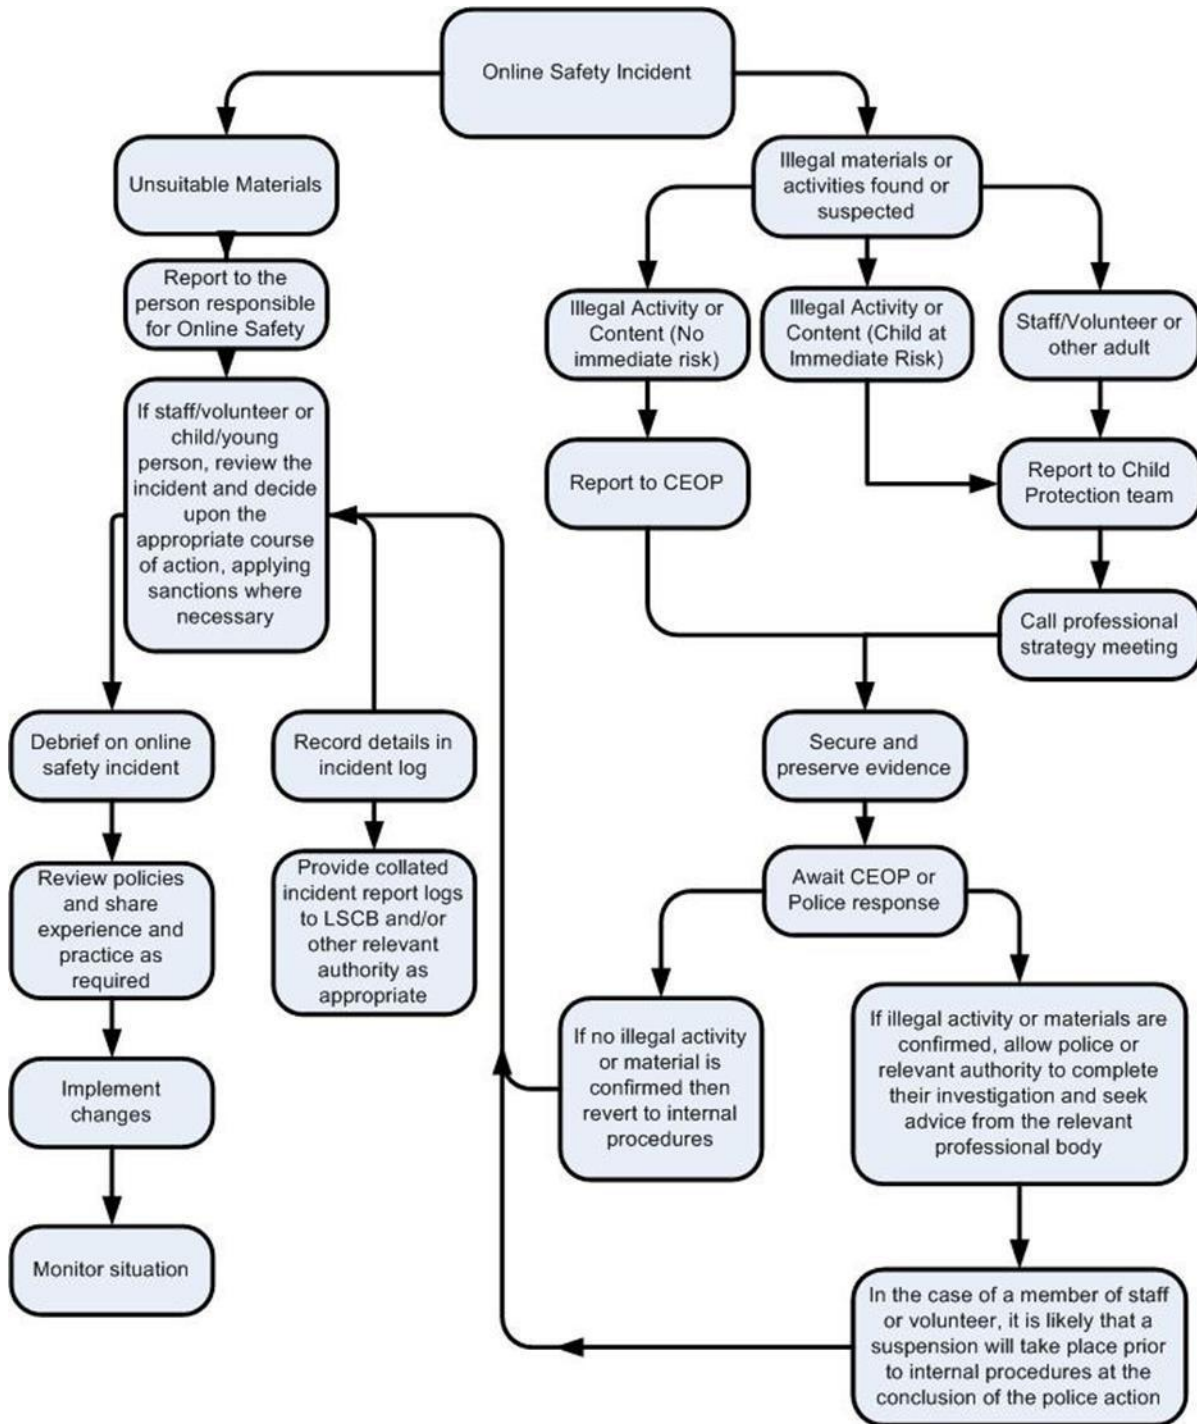 Online Safety Incident
Unsuitable Materials
Illegal materials or
activities found or
suspected
Report to the
person responsible
for Online Safety
Illegal Activity or
Content (No
immediate risk)
Illegal Activity or
Content (Child at
Immediate Risk)
Staff/Volunteer or
other adult
If staff/volunteer or
child/young
person, review the
incident and decide
upon the
appropriate course
of action, applying
sanctions where
necessary
Report to CEOP
Report to Child
Protection team
Call professional
strategy meeting
Debrief on online
safety incident
Record details in
incident log
Secure and
preserve evidence
Review policies
and share
experience and
practice as
required
Provide collated
incident report logs
to LSCB and/or
other relevant
authority as
appropriate
Await CEOP or
Police response
If no illegal activity
or material is
confirmed then
revert to internal
procedures
If illegal activity or materials are
confirmed, allow police or
relevant authority to complete
their investigation and seek
advice from the relevant
professional body
Implement
changes
Monitor situation
In the case of a member of staff
or volunteer, it is likely that a
suspension will take place prior
to internal procedures at the
conclusion of the police action